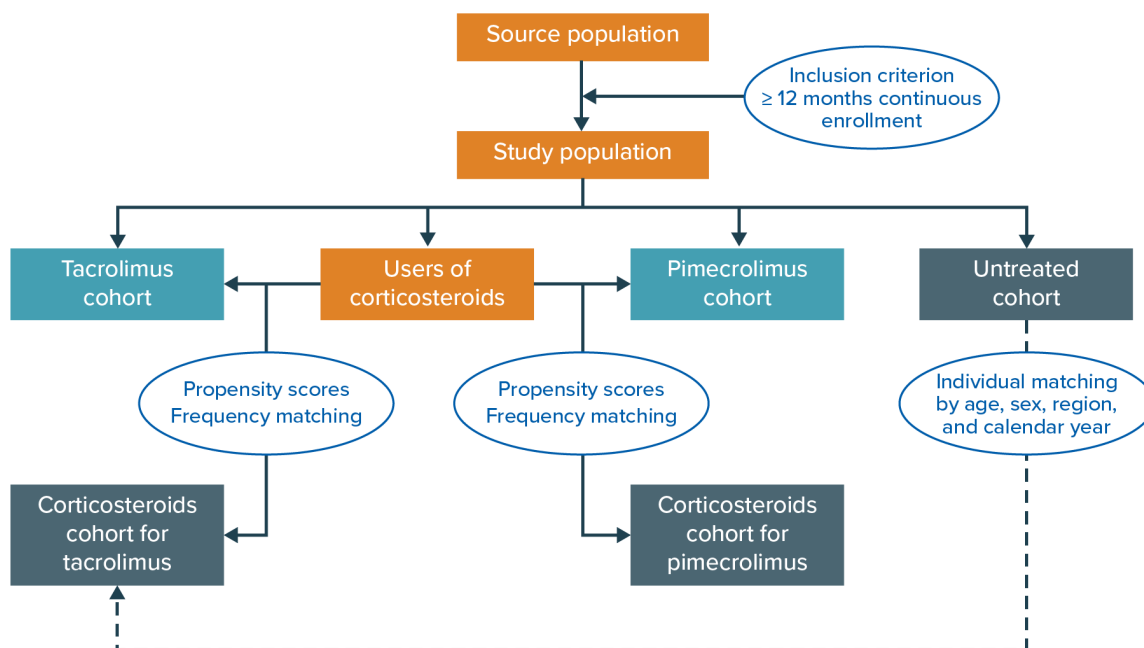 Source population
Inclusion criterion
≥ 12 months continuous
enrollment
Study population
Tacrolimus
cohort
Users of
corticosteroids
Pimecrolimus
cohort
Untreated
cohort
Propensity scores
Frequency matching
Propensity scores
Frequency matching
Individual matching
by age, sex, region,
and calendar year
Corticosteroids
cohort for
tacrolimus
Corticosteroids
cohort for
pimecrolimus